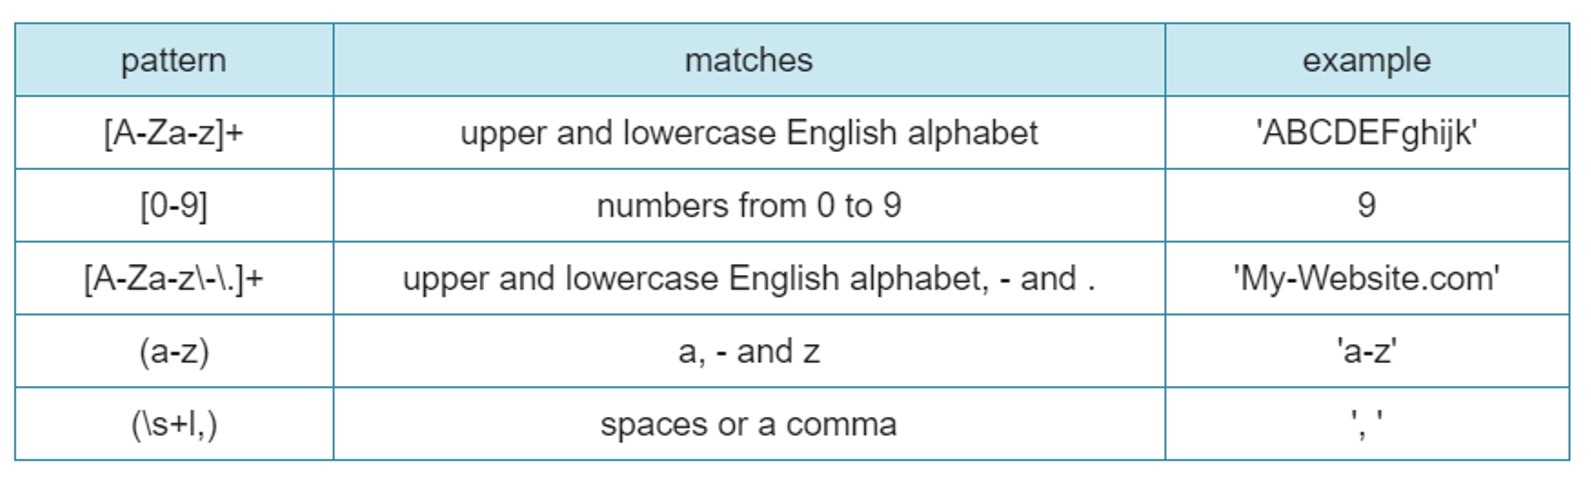 pattern matches example
[A-Za-z]+ upper and lowercase English alphabet 'ABCDEFghijk'
[0-9] numbers from 0 to 9 9
[A-Za-z\-\.]+ upper and lowercase English alphabet, - and . 'My-Website.com'
(a-z) a, - and z 'a-z'
(\s+l,) spaces or a comma ', '